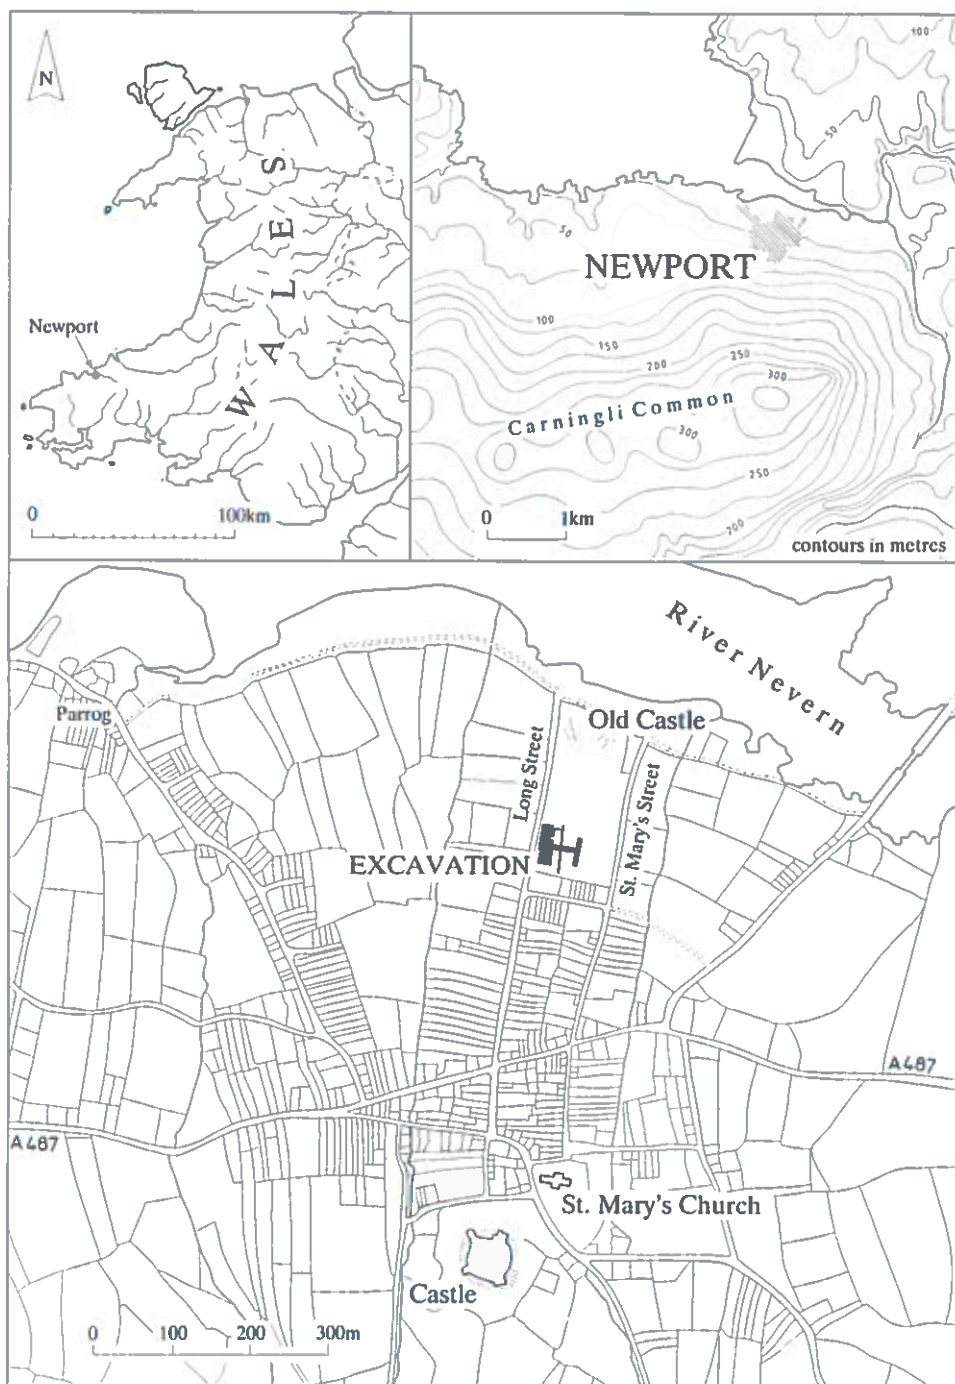 N
WALES
Newport
0 100km
100
50
50
NEWPORT
100
150
200
250
300
Carningli Common
300
250
200
0 1km
contours in metres
River Nevern
Parrog
Old Castle
Long Street
St. Mary's Street
EXCAVATION
A487
A487
St. Mary's Church
Castle
0 100 200 300m